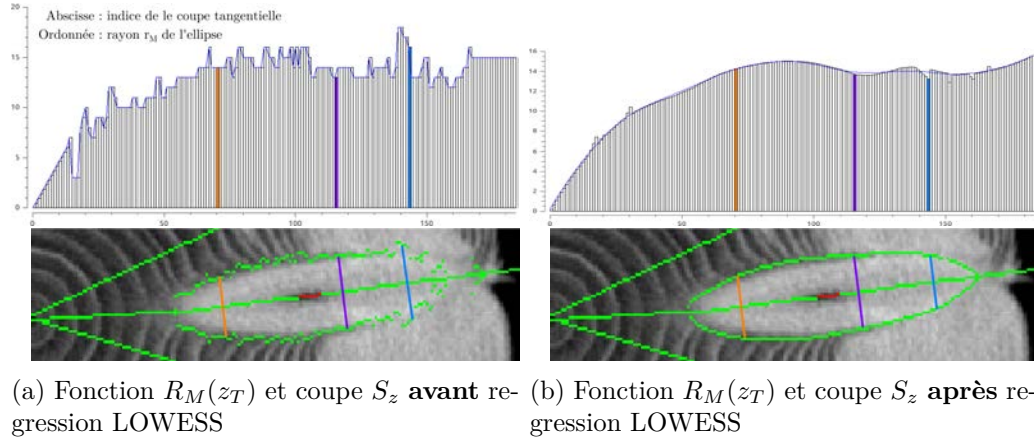 Abscisse : indice de le coupe tangentielle
Ordonnée : rayon r_M de l'ellipse
20
15
10
5
0
0 50 100 150
16
14
12
10
8
6
4
2
0
0 50 100 150
(a) Fonction R_M(z_T) et coupe S_z avant re-
gression LOWESS
(b) Fonction R_M(z_T) et coupe S_z après re-
gression LOWESS